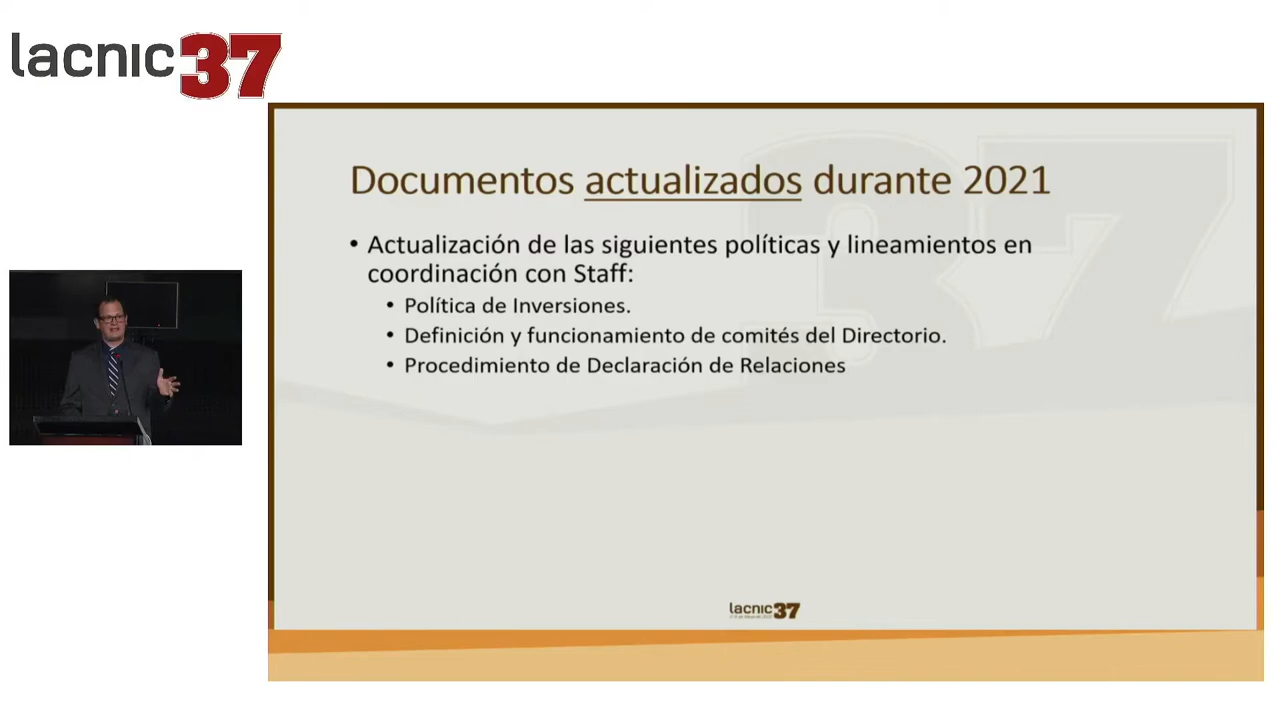 lacnic37
Documentos actualizados durante 2021
• Actualización de las siguientes políticas y lineamientos en
coordinación con Staff:
• Política de Inversiones.
• Definición y funcionamiento de comités del Directorio.
• Procedimiento de Declaración de Relaciones
lacnic37